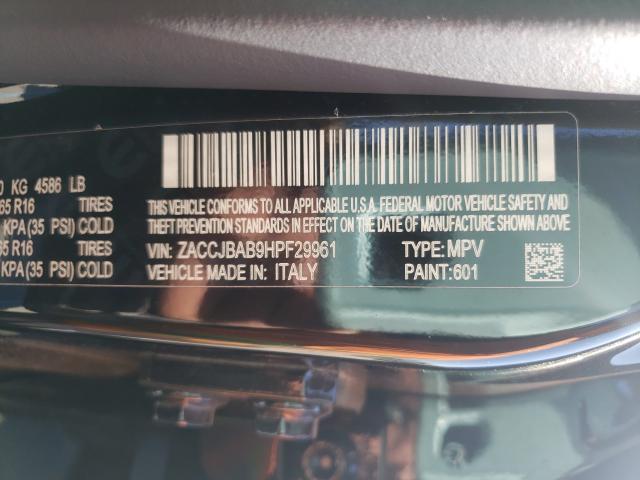 0 KG 4586 LB
65 R16 TIRES
KPA (35 PSI) COLD
65 R16 TIRES
KPA (35 PSI) COLD
THIS VEHICLE CONFORMS TO ALL APPLICABLE U.S.A. FEDERAL MOTOR VEHICLE SAFETY AND
THEFT PREVENTION STANDARDS IN EFFECT ON THE DATE OF MANUFACTURE SHOWN ABOVE
VIN: ZACCJBAB9HPF29961 TYPE: MPV
VEHICLE MADE IN: ITALY PAINT: 601